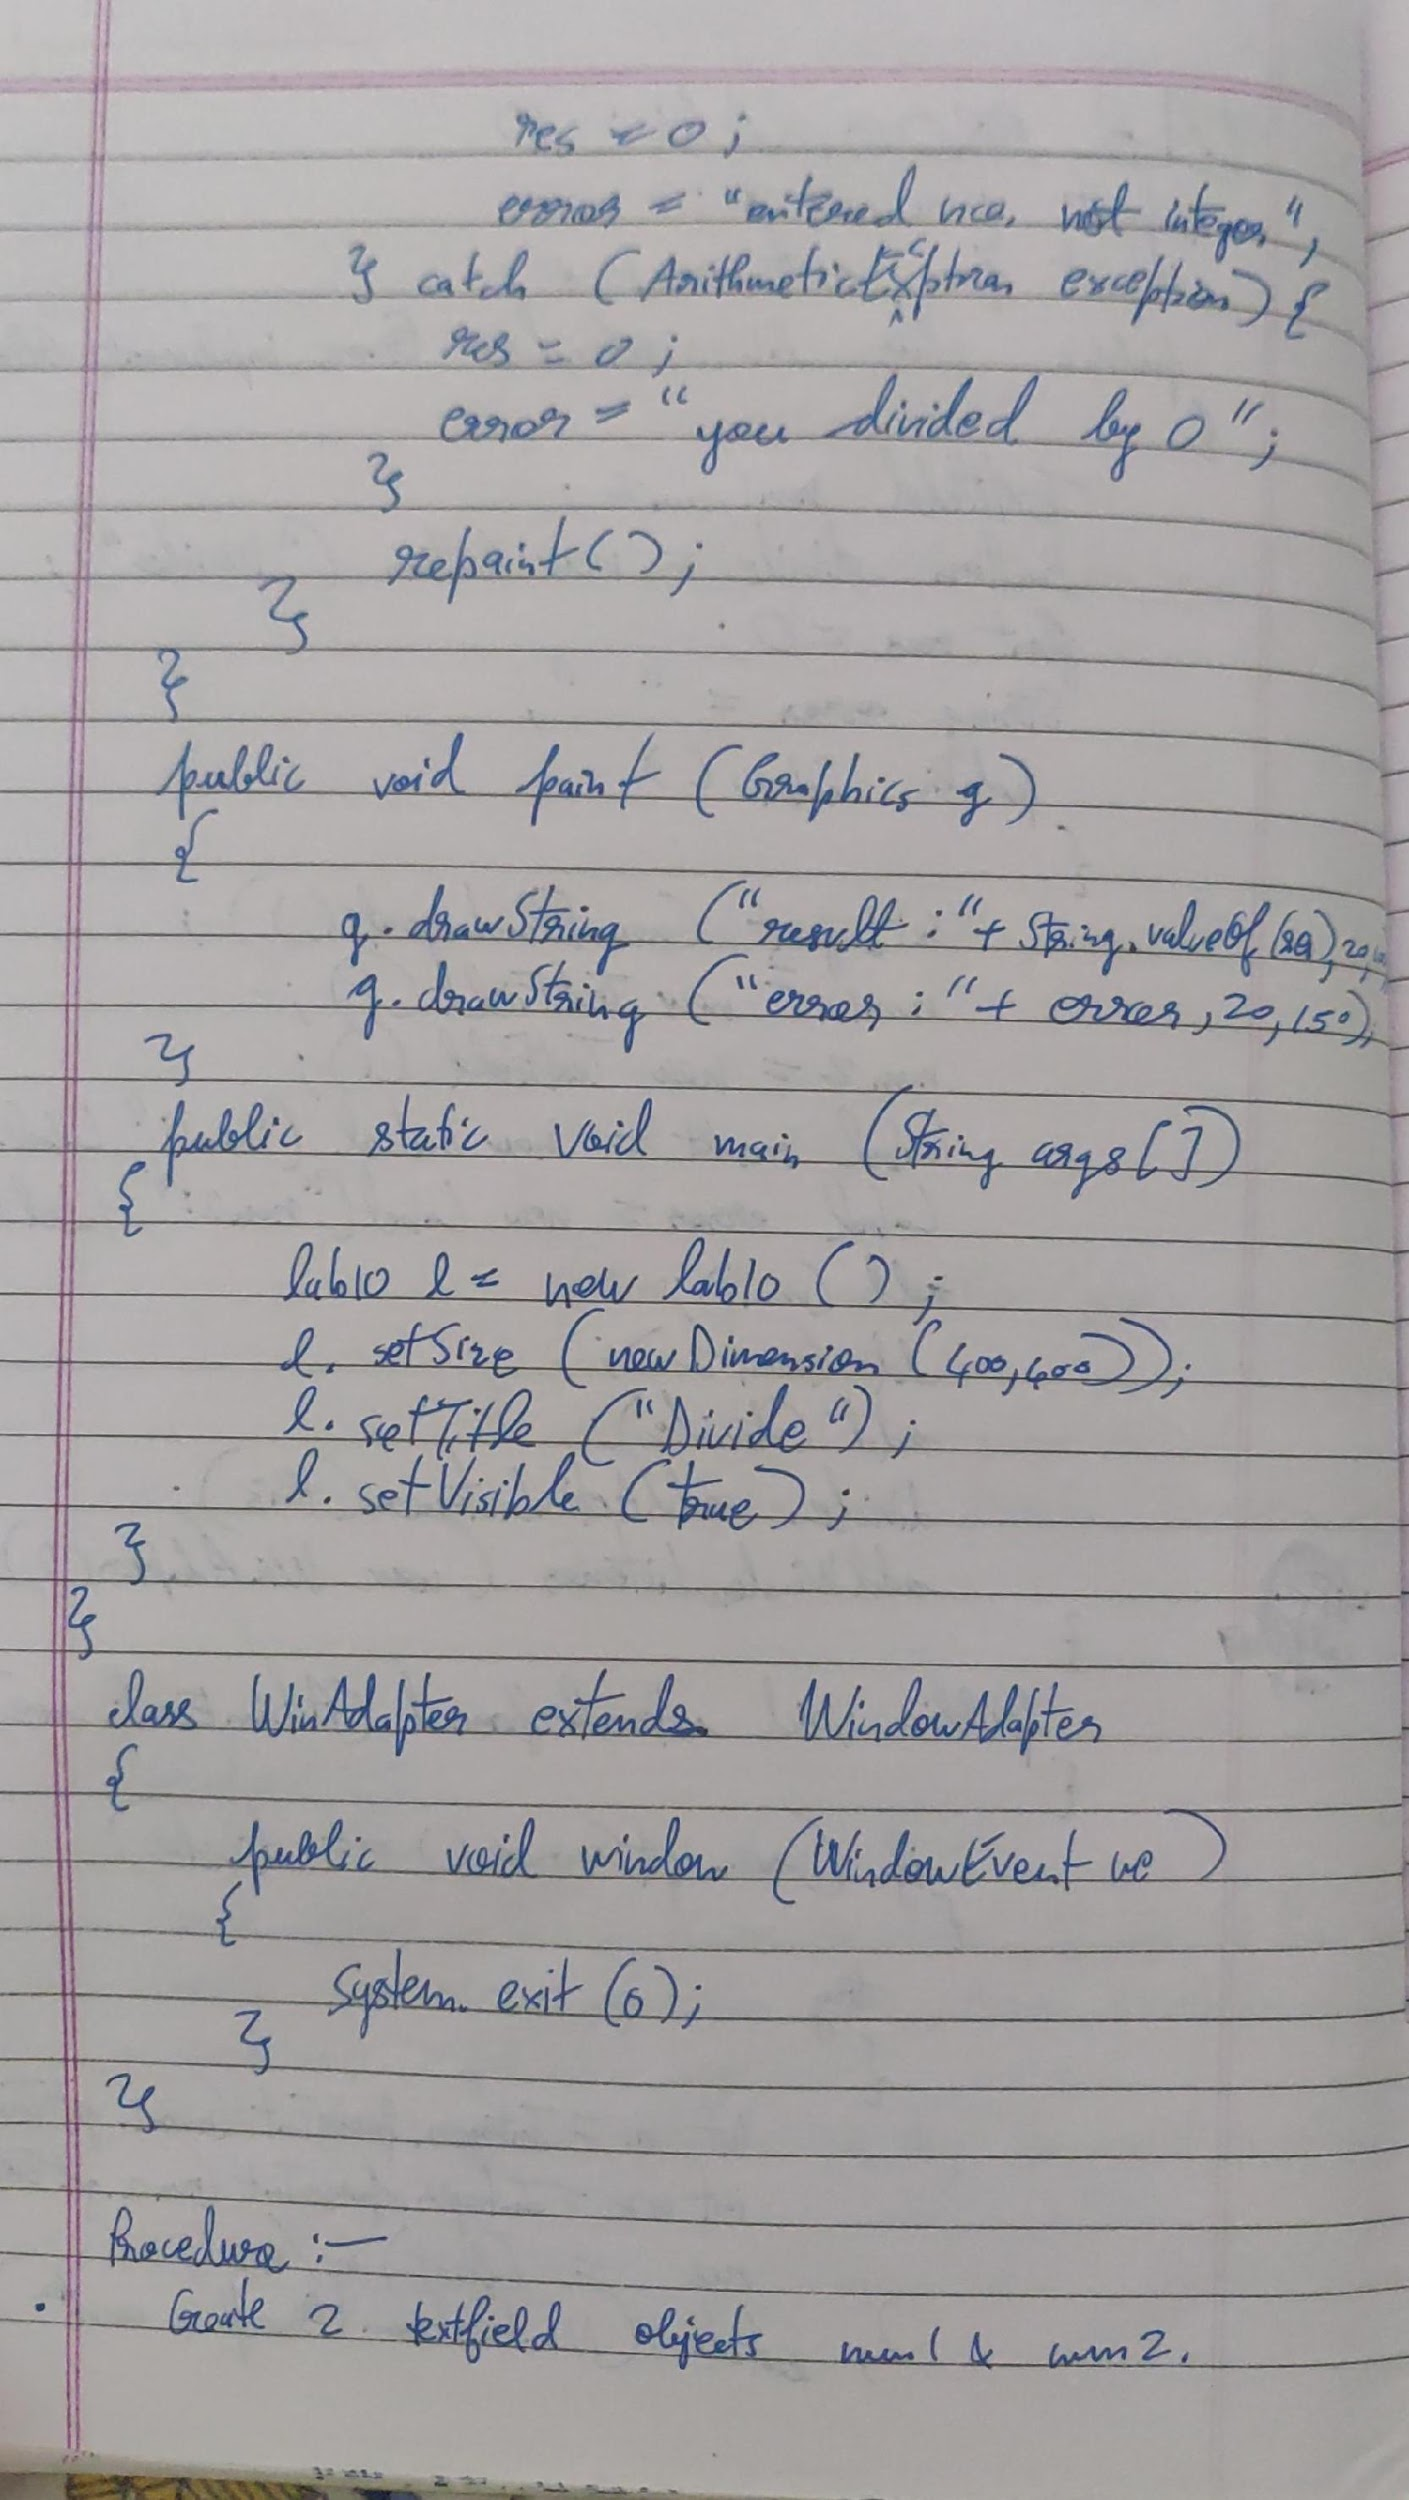 res = 0;
error = "entered no. not integer";
} catch (ArithmeticException exception) {
res = 0;
error = "you divided by 0";
}
repaint();
}
}
public void paint (Graphics g)
{
g.drawString ("result :"+ String.valueOf (res), 20,
g.drawString ("error : "+ error, 20, 150);
}
public static void main (String args[])
{
lab10 l = new lab10 ();
l. setSize (new Dimension (400,400));
l. setTitle ("Divide");
l. setVisible (true);
}
}
class WinAdapter extends WindowAdapter
{
public void window (WindowEvent we)
{
System. exit (0);
}
}
Procedure :-
. Create 2 textfield objects num1 & num2.